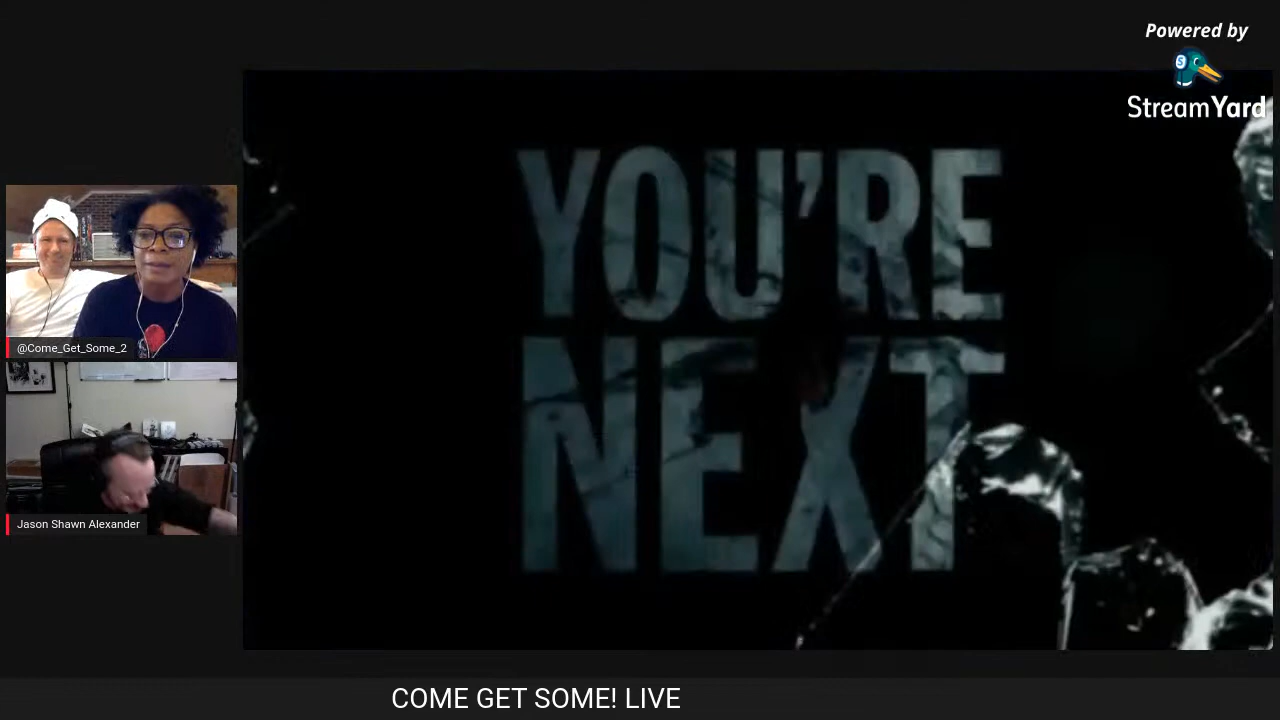 Powered by
StreamYard
YOU'RE
NEXT
@Come_Get_Some_2
Jason Shawn Alexander
COME GET SOME! LIVE